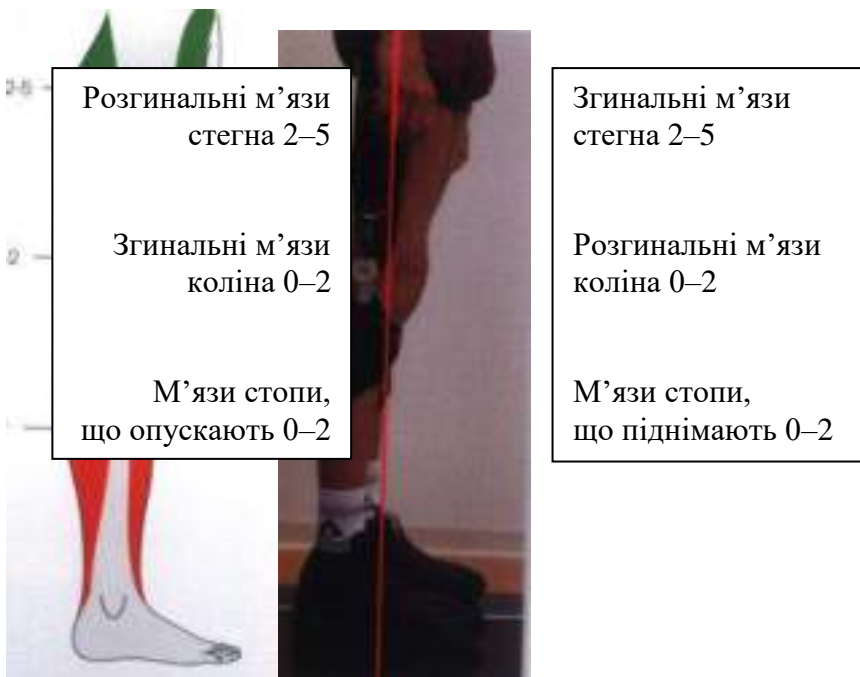 Розгинальні м’язи
стегна 2–5
Згинальні м’язи
коліна 0–2
М’язи стопи,
що опускають 0–2
Згинальні м’язи
стегна 2–5
Розгинальні м’язи
коліна 0–2
М’язи стопи,
що піднімають 0–2